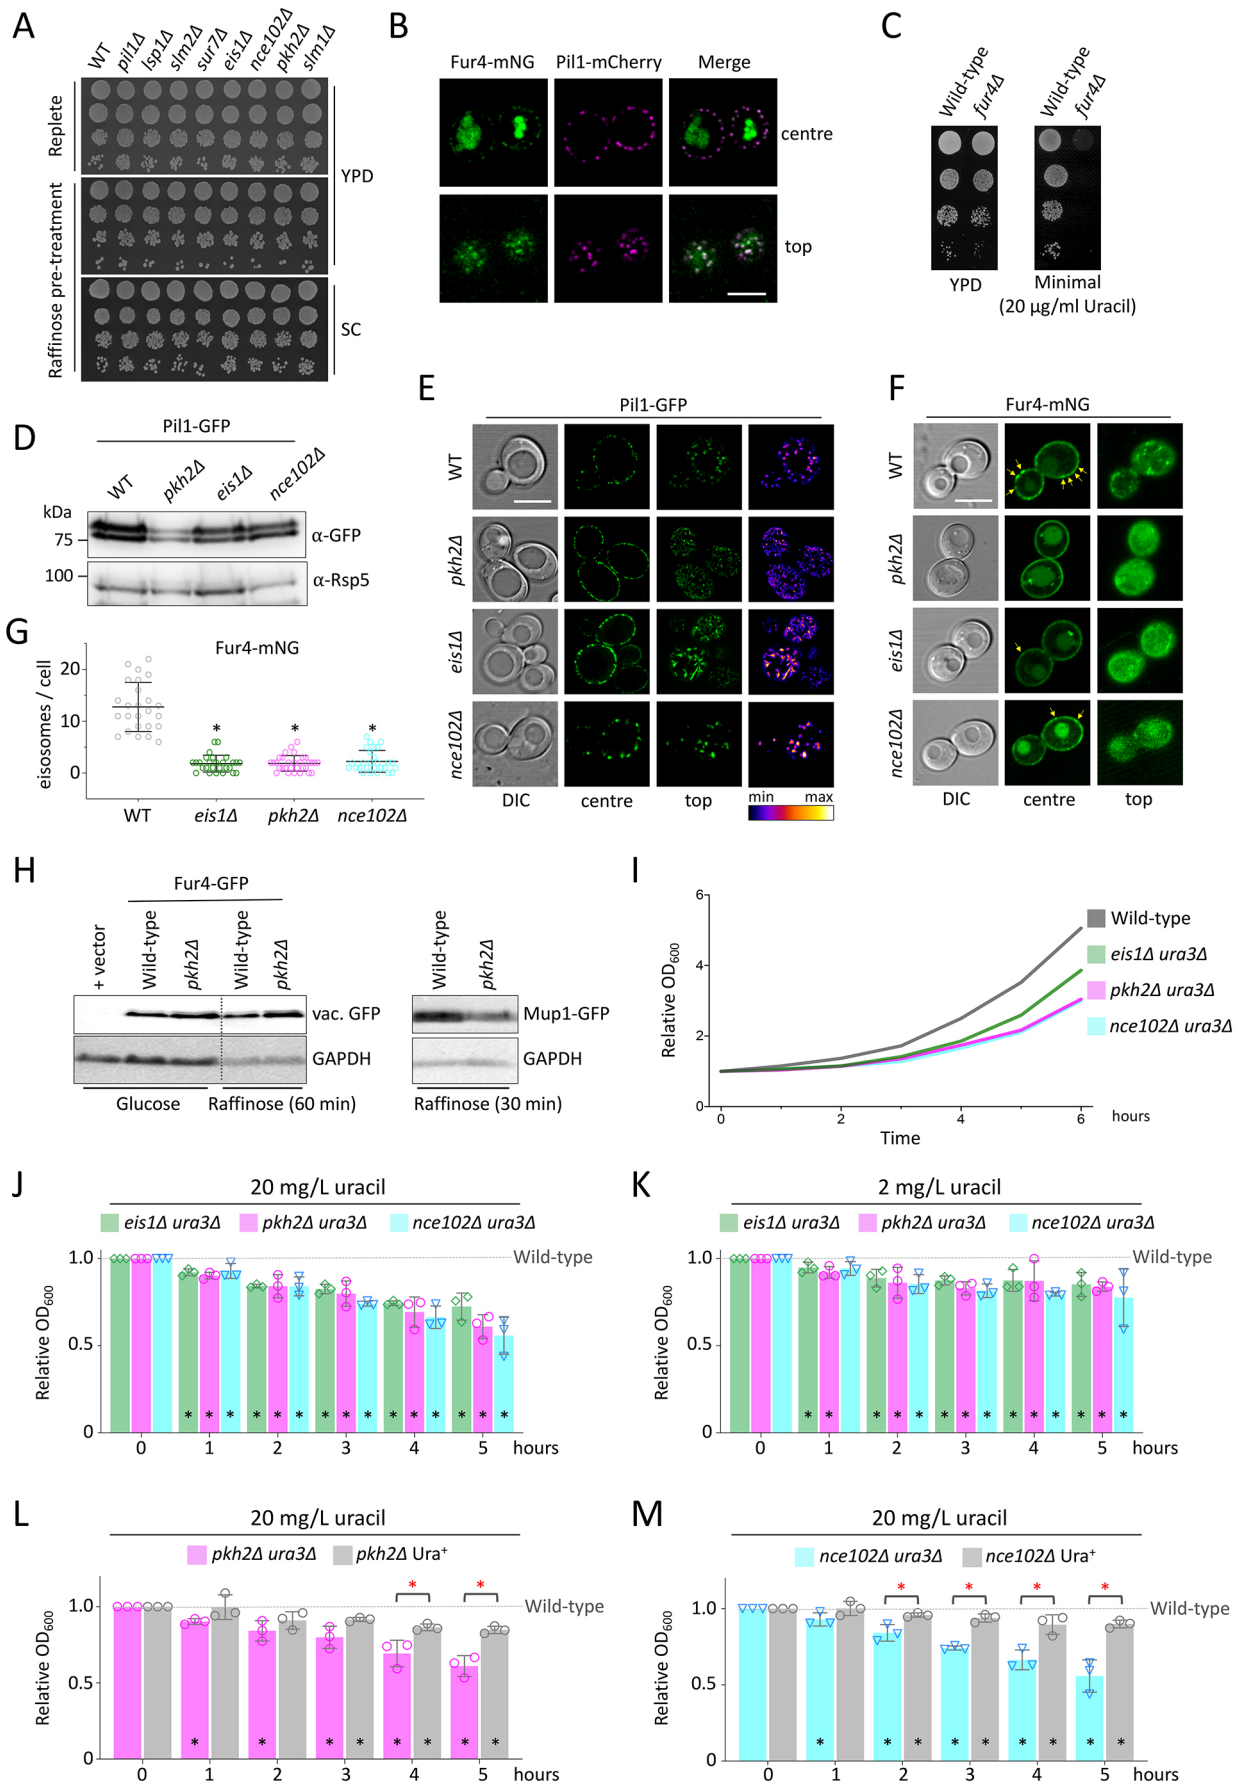 A
WT
pil1Δ
lsp1Δ
slm2Δ
sur7Δ
eis1Δ
nce102Δ
pkh2Δ
slm1Δ
Replete
Raffinose pre-treatment
YPD
SC
B
Fur4-mNG
Pil1-mCherry
Merge
centre
top
C
Wild-type
fur4Δ
Wild-type
fur4Δ
YPD
Minimal
(20 µg/ml Uracil)
D
Pil1-GFP
WT
pkh2Δ
eis1Δ
nce102Δ
kDa
75
100
α-GFP
α-Rsp5
E
Pil1-GFP
WT
pkh2Δ
eis1Δ
nce102Δ
DIC
centre
top
min
max
F
Fur4-mNG
WT
pkh2Δ
eis1Δ
nce102Δ
DIC
centre
top
G
Fur4-mNG
eisosomes / cell
20
10
0
* * *
WT
eis1Δ
pkh2Δ
nce102Δ
H
Fur4-GFP
+ vector
Wild-type
pkh2Δ
Wild-type
pkh2Δ
vac. GFP
GAPDH
Glucose
Raffinose (60 min)
Wild-type
pkh2Δ
Mup1-GFP
GAPDH
Raffinose (30 min)
I
Relative OD600
6
4
2
0
0 2 4 6 hours
Time
Wild-type
eis1Δ ura3Δ
pkh2Δ ura3Δ
nce102Δ ura3Δ
J
20 mg/L uracil
eis1Δ ura3Δ pkh2Δ ura3Δ nce102Δ ura3Δ
Wild-type
Relative OD600
1.0
0.5
0
* * * * * * * * * * * * * * *
0 1 2 3 4 5 hours
K
2 mg/L uracil
eis1Δ ura3Δ pkh2Δ ura3Δ nce102Δ ura3Δ
Wild-type
Relative OD600
1.0
0.5
0
* * * * * * * * * * * * * *
0 1 2 3 4 5 hours
L
20 mg/L uracil
pkh2Δ ura3Δ pkh2Δ Ura+
* *
Wild-type
Relative OD600
1.0
0.5
0
* * * * * * * *
0 1 2 3 4 5 hours
M
20 mg/L uracil
nce102Δ ura3Δ nce102Δ Ura+
* * * *
Wild-type
Relative OD600
1.0
0.5
0
* * * * * * * * *
0 1 2 3 4 5 hours